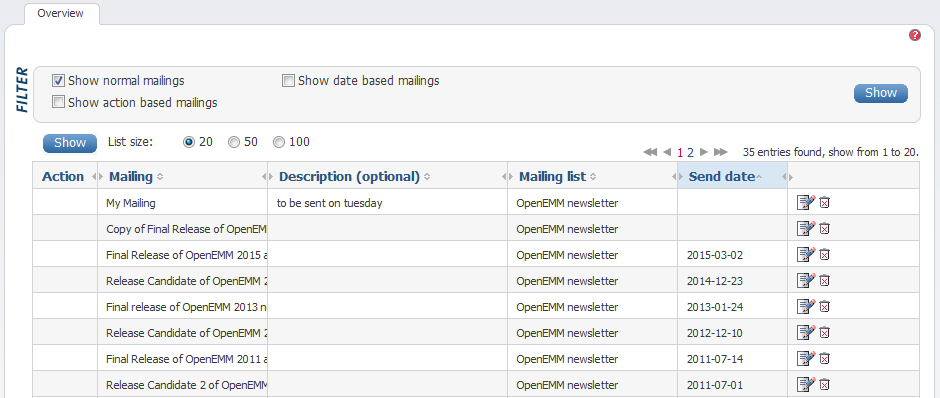 Overview
?
FILTER
Show normal mailings Show date based mailings
Show action based mailings
Show
Show List size: 20 50 100
1 2 35 entries found, show from 1 to 20.
Action Mailing Description (optional) Mailing list Send date
My Mailing to be sent on tuesday OpenEMM newsletter
Copy of Final Release of OpenEM OpenEMM newsletter
Final Release of OpenEMM 2015 a OpenEMM newsletter 2015-03-02
Release Candidate of OpenEMM 2 OpenEMM newsletter 2014-12-23
Final release of OpenEMM 2013 n OpenEMM newsletter 2013-01-24
Release Candidate of OpenEMM 2 OpenEMM newsletter 2012-12-10
Final Release of OpenEMM 2011 a OpenEMM newsletter 2011-07-14
Release Candidate 2 of OpenEMM OpenEMM newsletter 2011-07-01